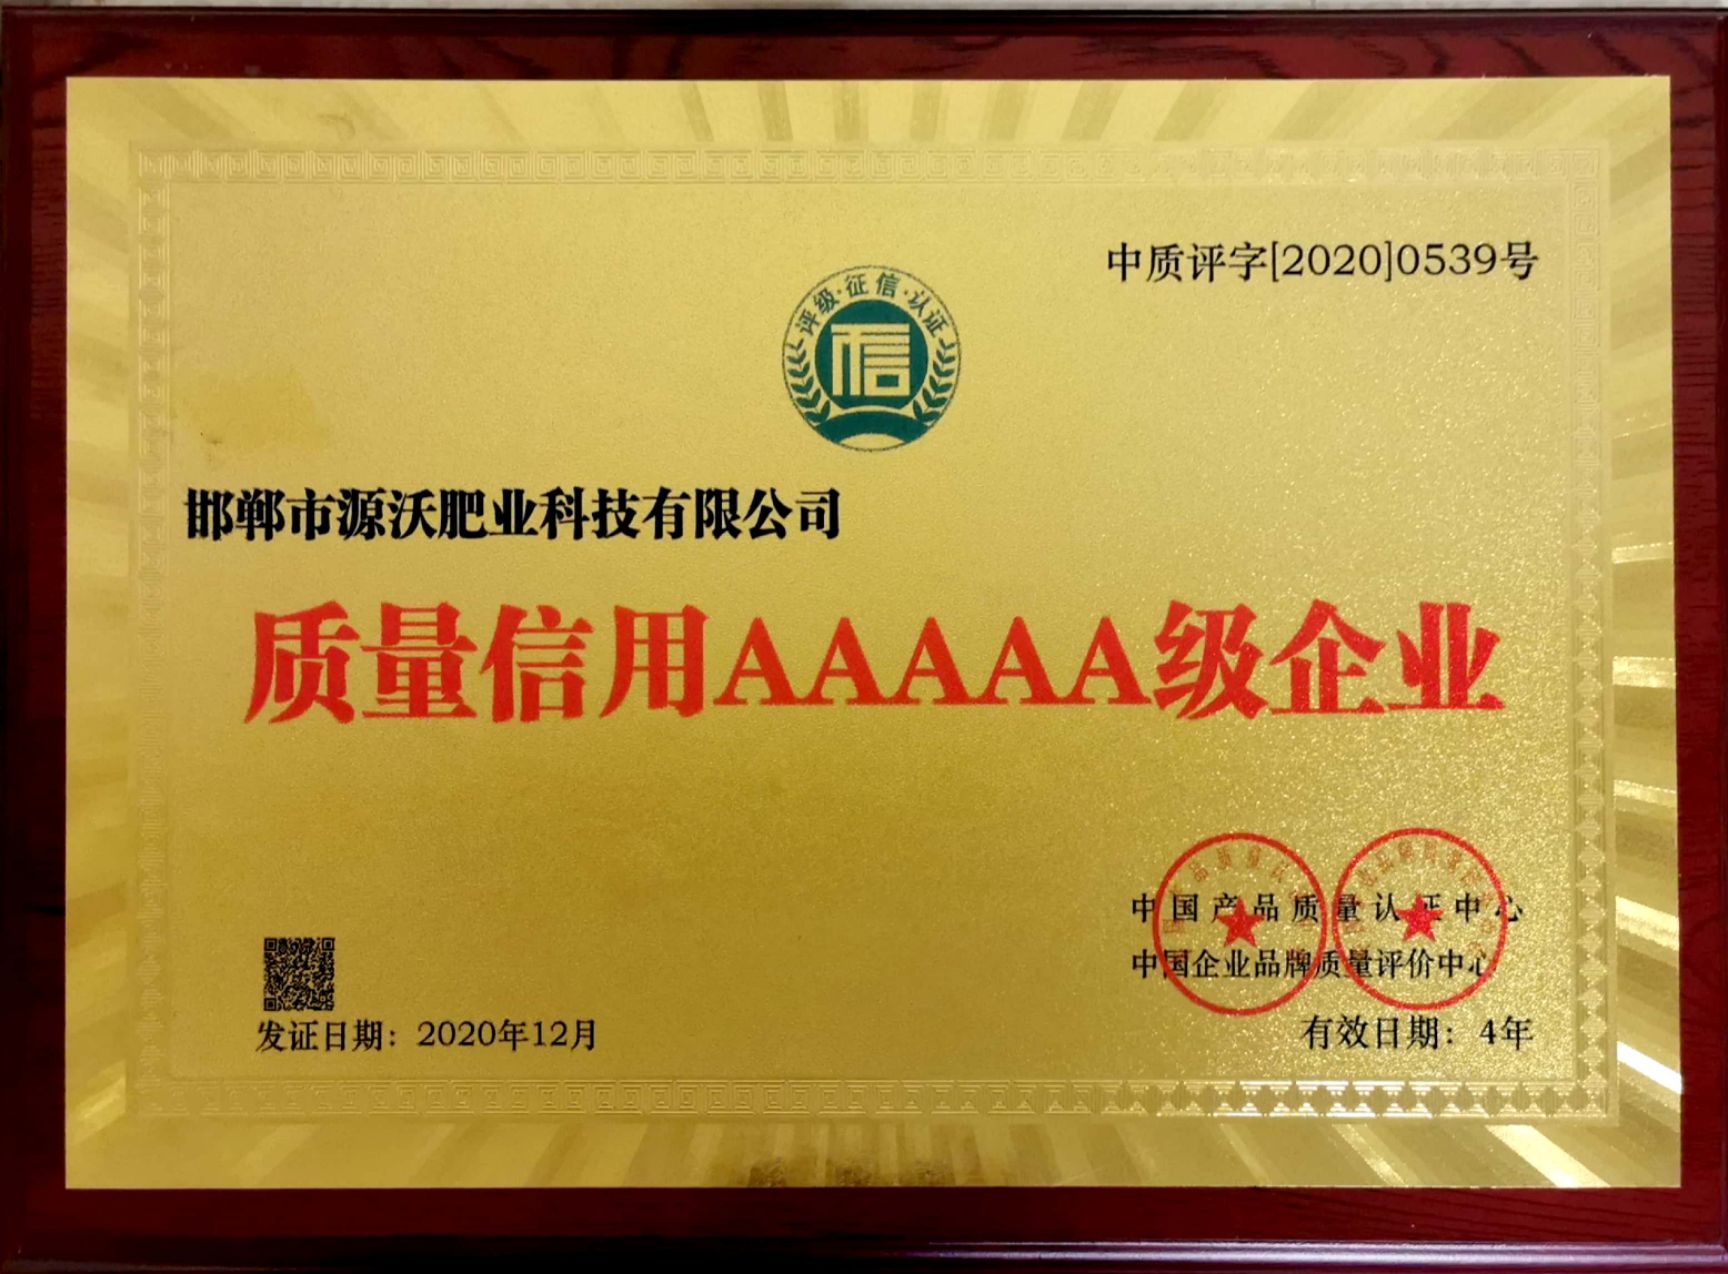 中质评字[2020]0539号
评级·征信·认证
信
邯郸市源沃肥业科技有限公司
质量信用AAAAA级企业
中国产品质量认证中心
中国企业品牌质量评价中心
发证日期：2020年12月
有效日期：4年